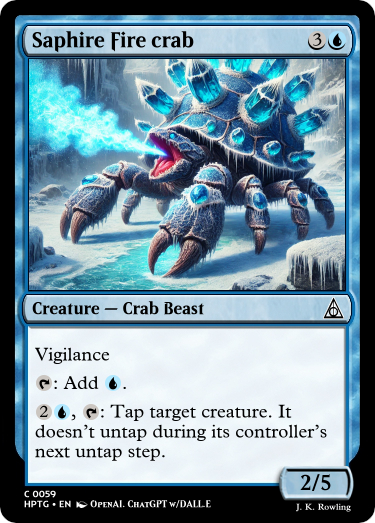 Saphire Fire crab 3
Creature — Crab Beast
Vigilance
: Add .
2 , : Tap target creature. It
doesn't untap during its controller's
next untap step.
2/5
C 0059
HPTG • EN OpenAI. ChatGPT w/DALL.E
J. K. Rowling